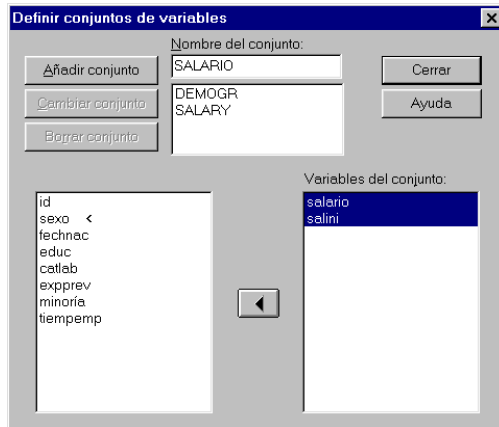 Definir conjuntos de variables
Nombre del conjunto:
Añadir conjunto
SALARIO
Cerrar
Cambiar conjunto
DEMOGR
SALARY
Ayuda
Borrar conjunto
Variables del conjunto:
id
sexo <
fechnac
educ
catlab
expprev
minoría
tiempemp
salario
salini